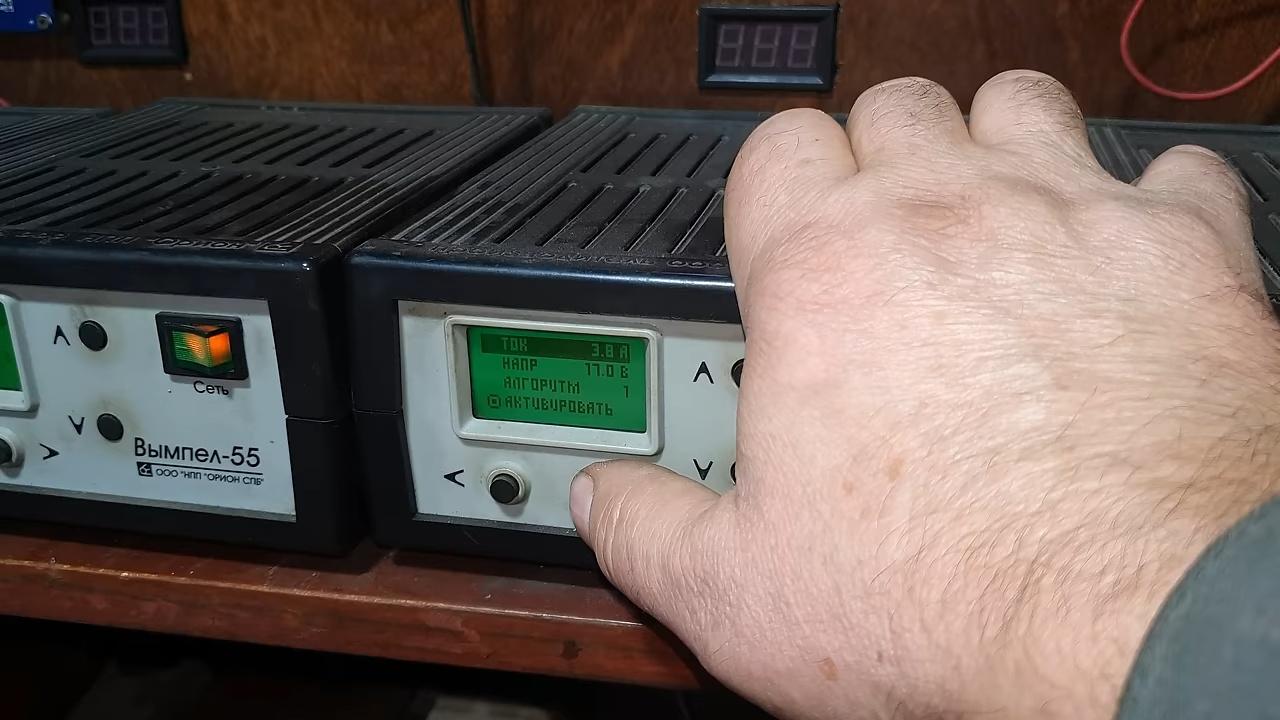 Сеть
Вымпел-55
ООО "НПП "ОРИОН СПБ"
ТОК 3.8 А
НАПР 17.0 В
АЛГОРИТМ 1
АКТИВИРОВАТЬ